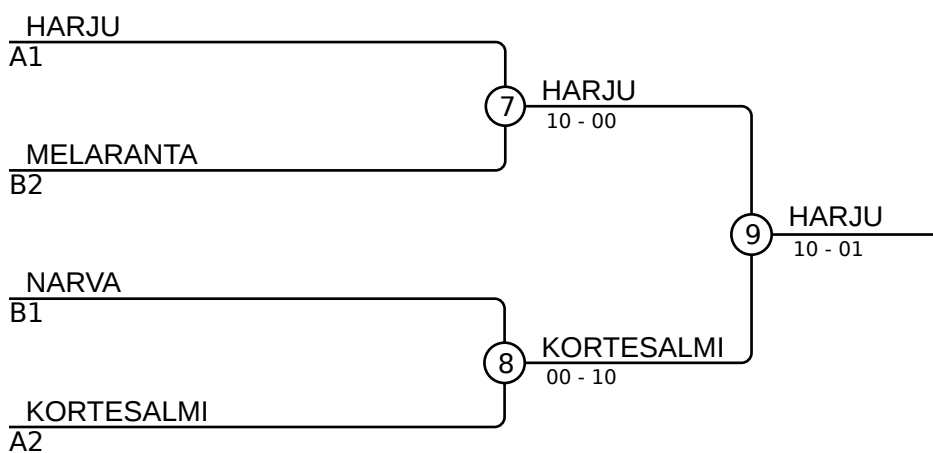 HARJU
A1
7
HARJU
10 - 00
MELARANTA
B2
9
HARJU
10 - 01
NARVA
B1
8
KORTESALMI
00 - 10
KORTESALMI
A2